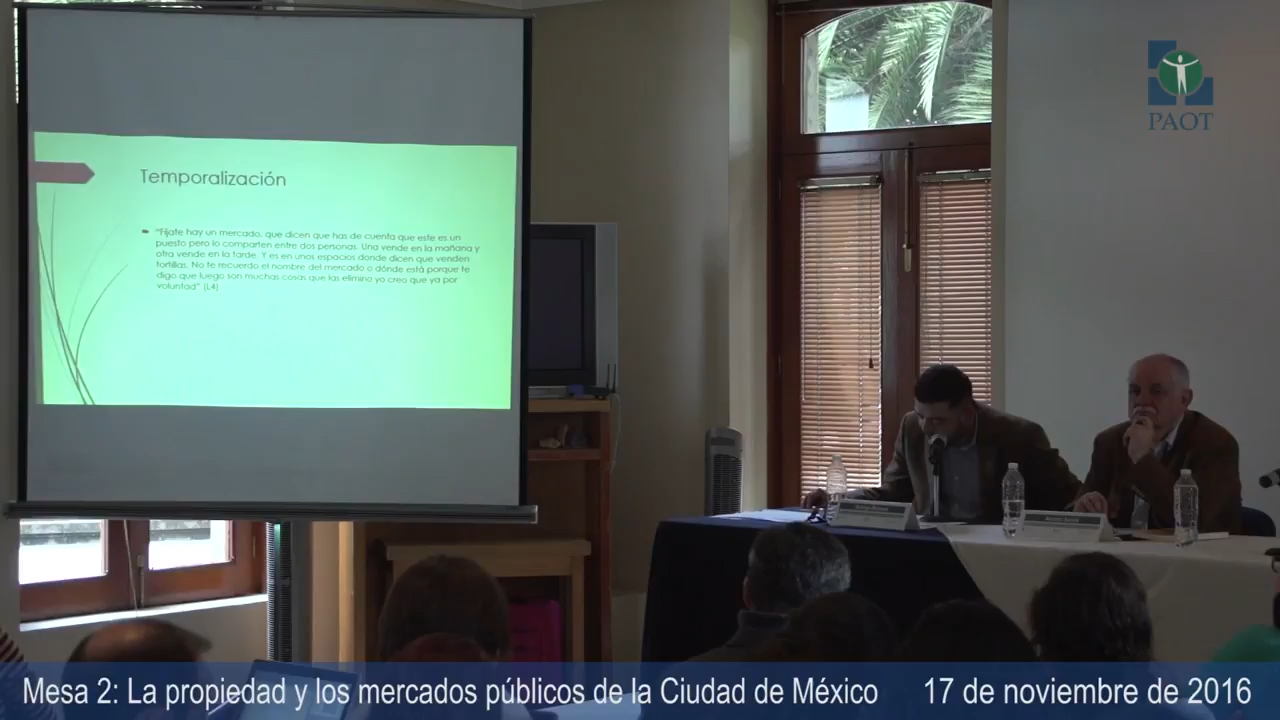 PAOT
Temporalización
"Fíjate hay un mercado, que dicen que has de cuenta que este es un
puesto pero lo comparten entre dos personas. Una vende en la mañana y
otra vende en la tarde. Y es en unos espacios donde dicen que venden
tortillas. No te recuerdo el nombre del mercado o dónde está porque te
digo que luego son muchas cosas que las elimino yo creo que ya por
voluntad" (L4)
Mesa 2: La propiedad y los mercados públicos de la Ciudad de México
17 de noviembre de 2016